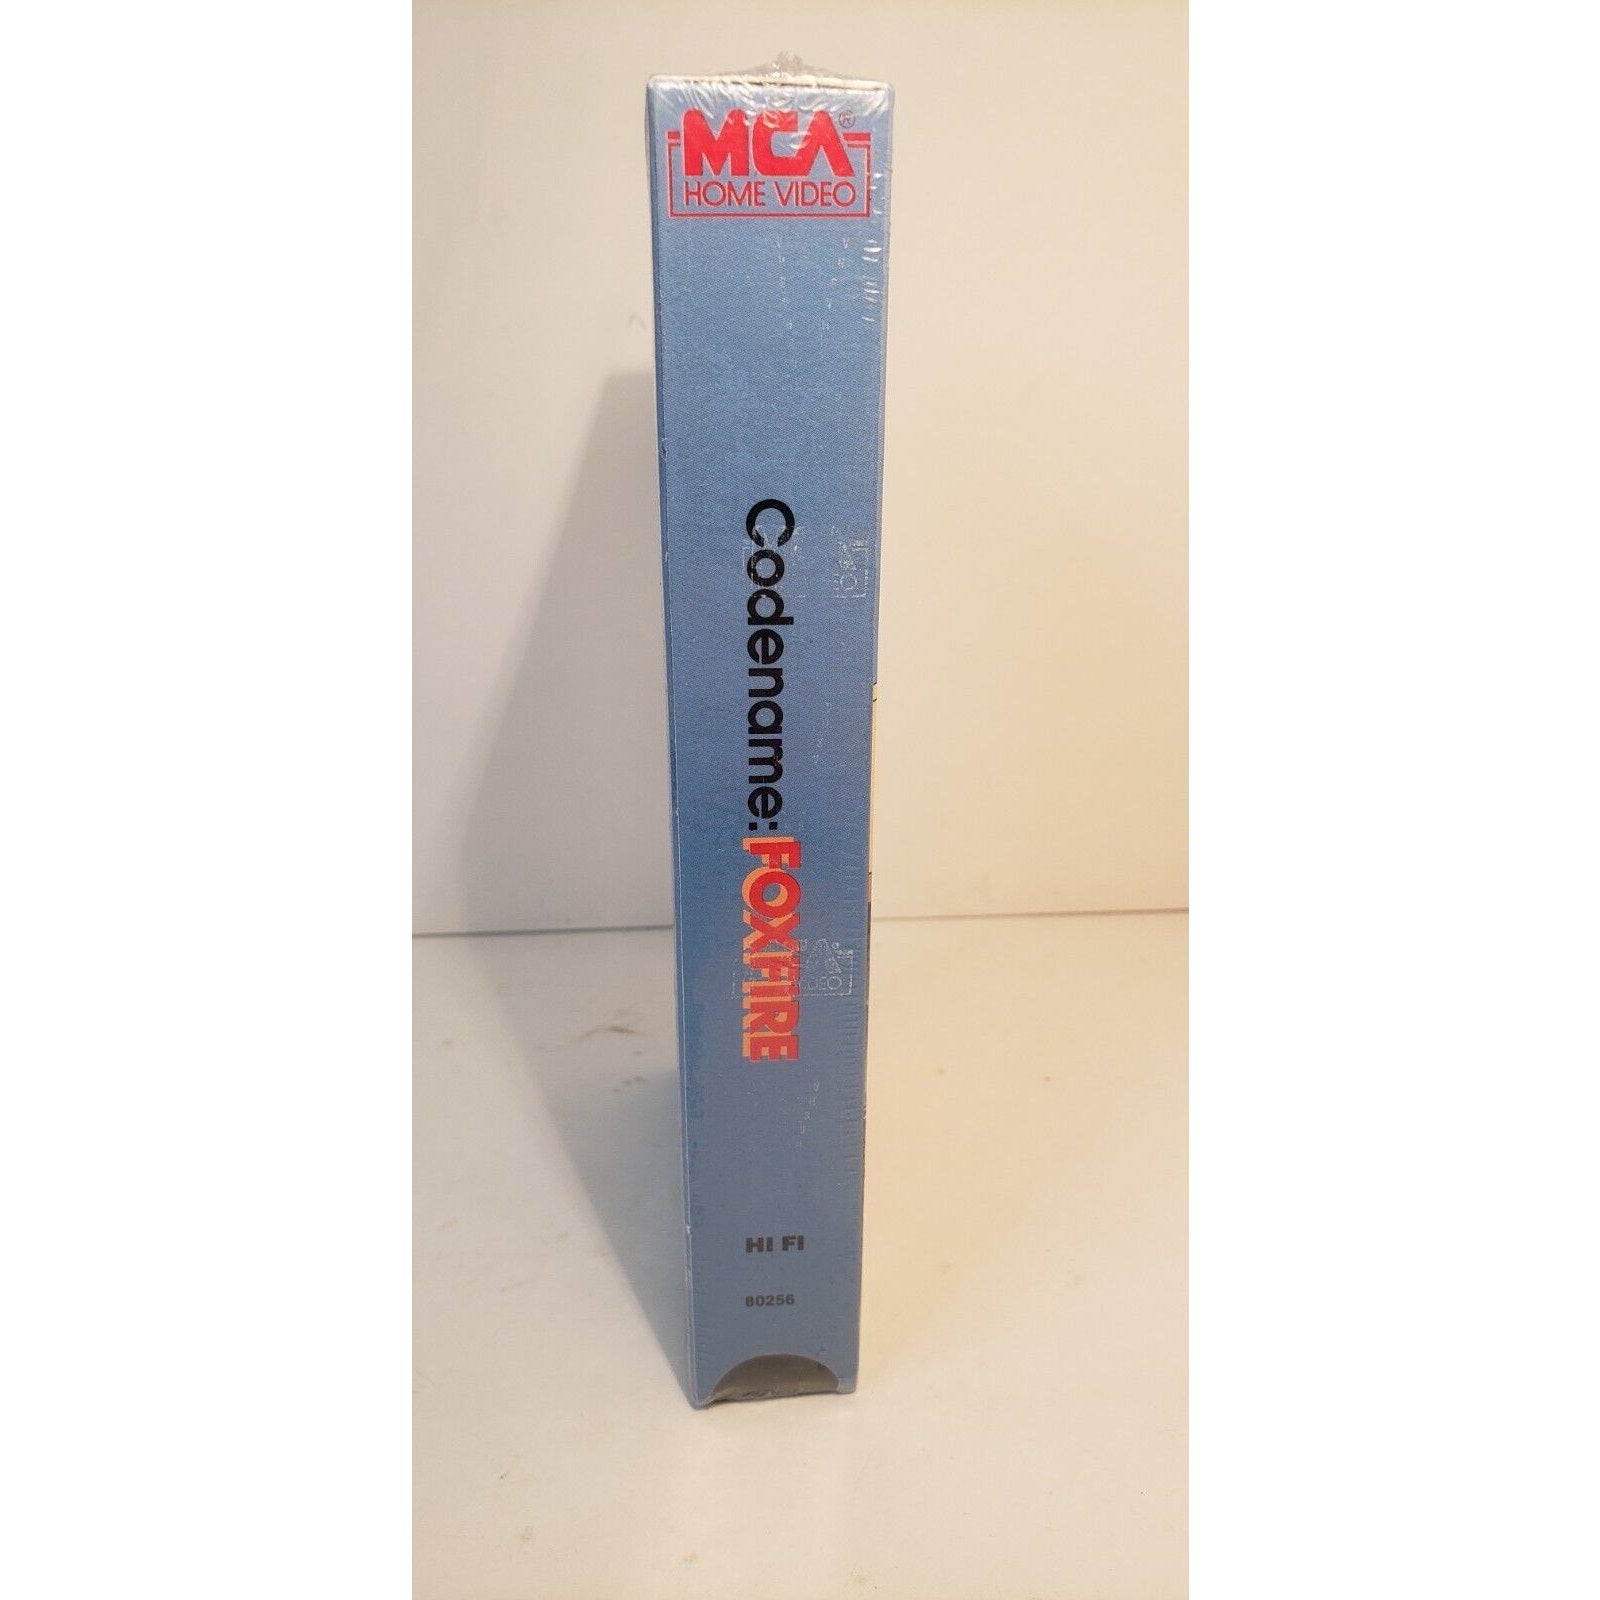 MCA®
HOME VIDEO
Codename: FOXFIRE
HI FI
80256